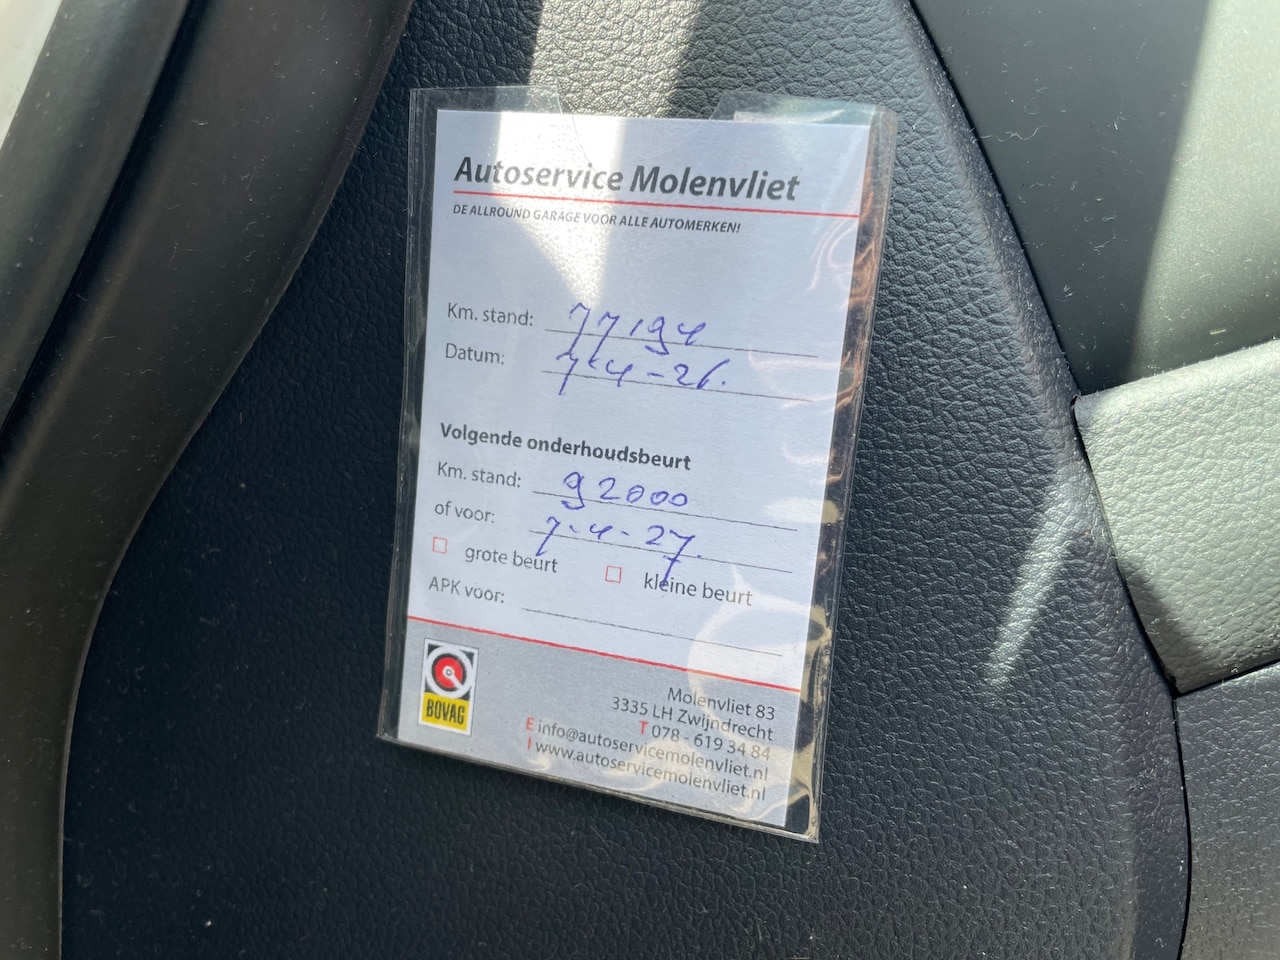 Autoservice Molenvliet
DE ALLROUND GARAGE VOOR ALLE AUTOMERKEN!
Km. stand: 77194
Datum: 7-4-26.
Volgende onderhoudsbeurt
Km. stand: 92000
of voor: 7-4-27.
grote beurt kleine beurt
APK voor:
BOVAG
Molenvliet 83
3335 LH Zwijndrecht
T 078 - 619 34 84
E info@autoservicemolenvliet.nl
I www.autoservicemolenvliet.nl